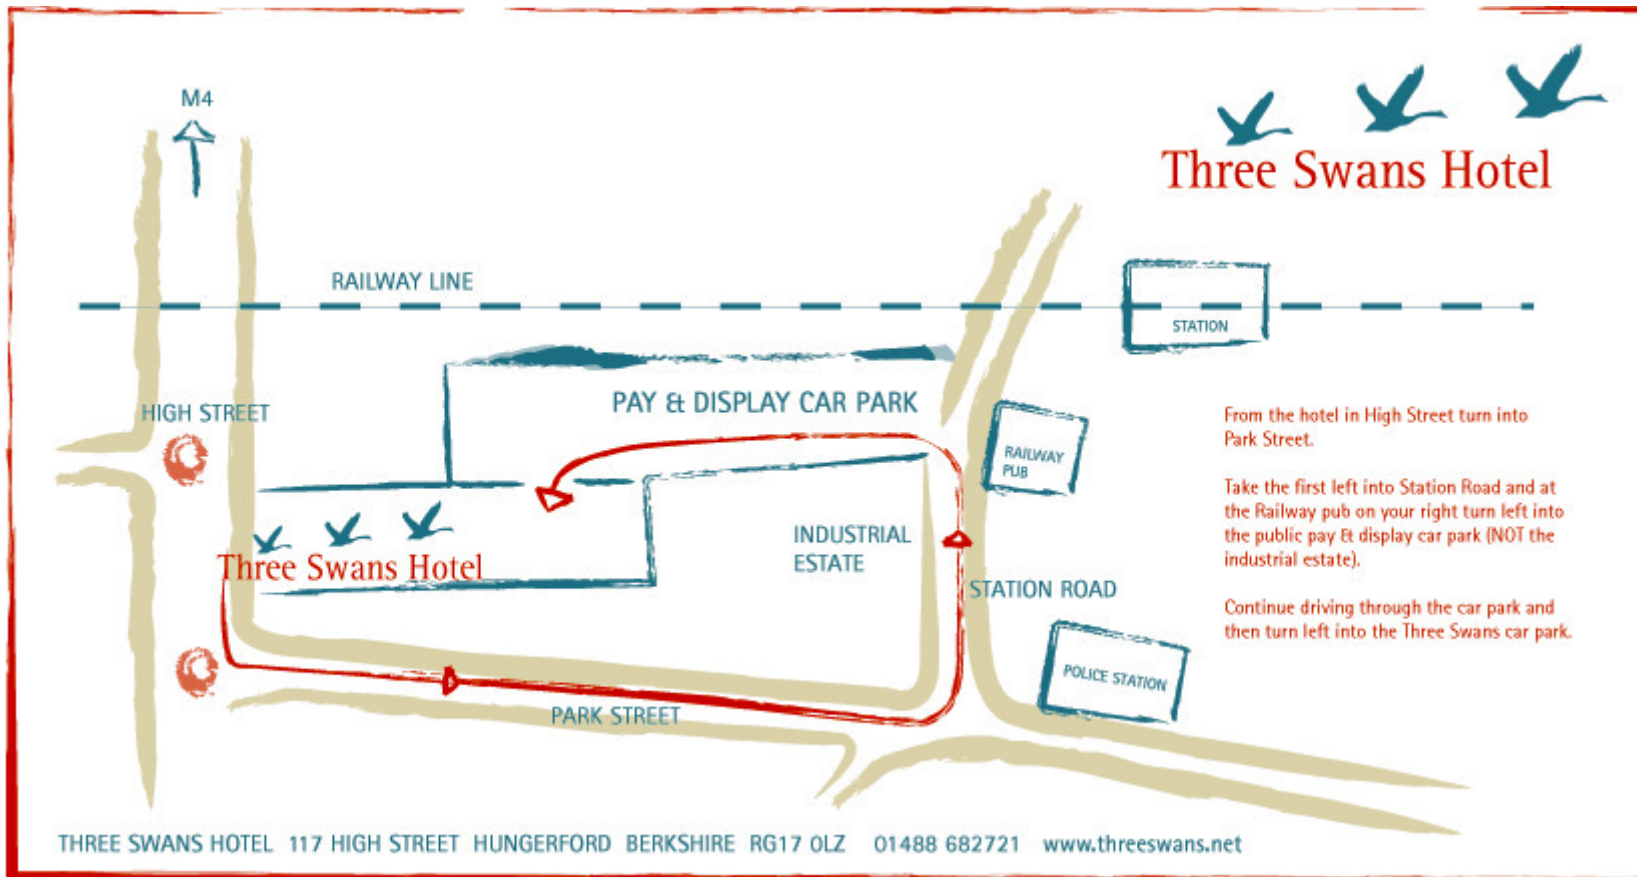 M4
Three Swans Hotel
RAILWAY LINE
STATION
HIGH STREET
PAY & DISPLAY CAR PARK
RAILWAY
PUB
Three Swans Hotel
INDUSTRIAL
ESTATE
STATION ROAD
POLICE STATION
PARK STREET
From the hotel in High Street turn into
Park Street.
Take the first left into Station Road and at
the Railway pub on your right turn left into
the public pay & display car park (NOT the
industrial estate).
Continue driving through the car park and
then turn left into the Three Swans car park.
THREE SWANS HOTEL 117 HIGH STREET HUNGERFORD BERKSHIRE RG17 0LZ 01488 682721 www.threeswans.net